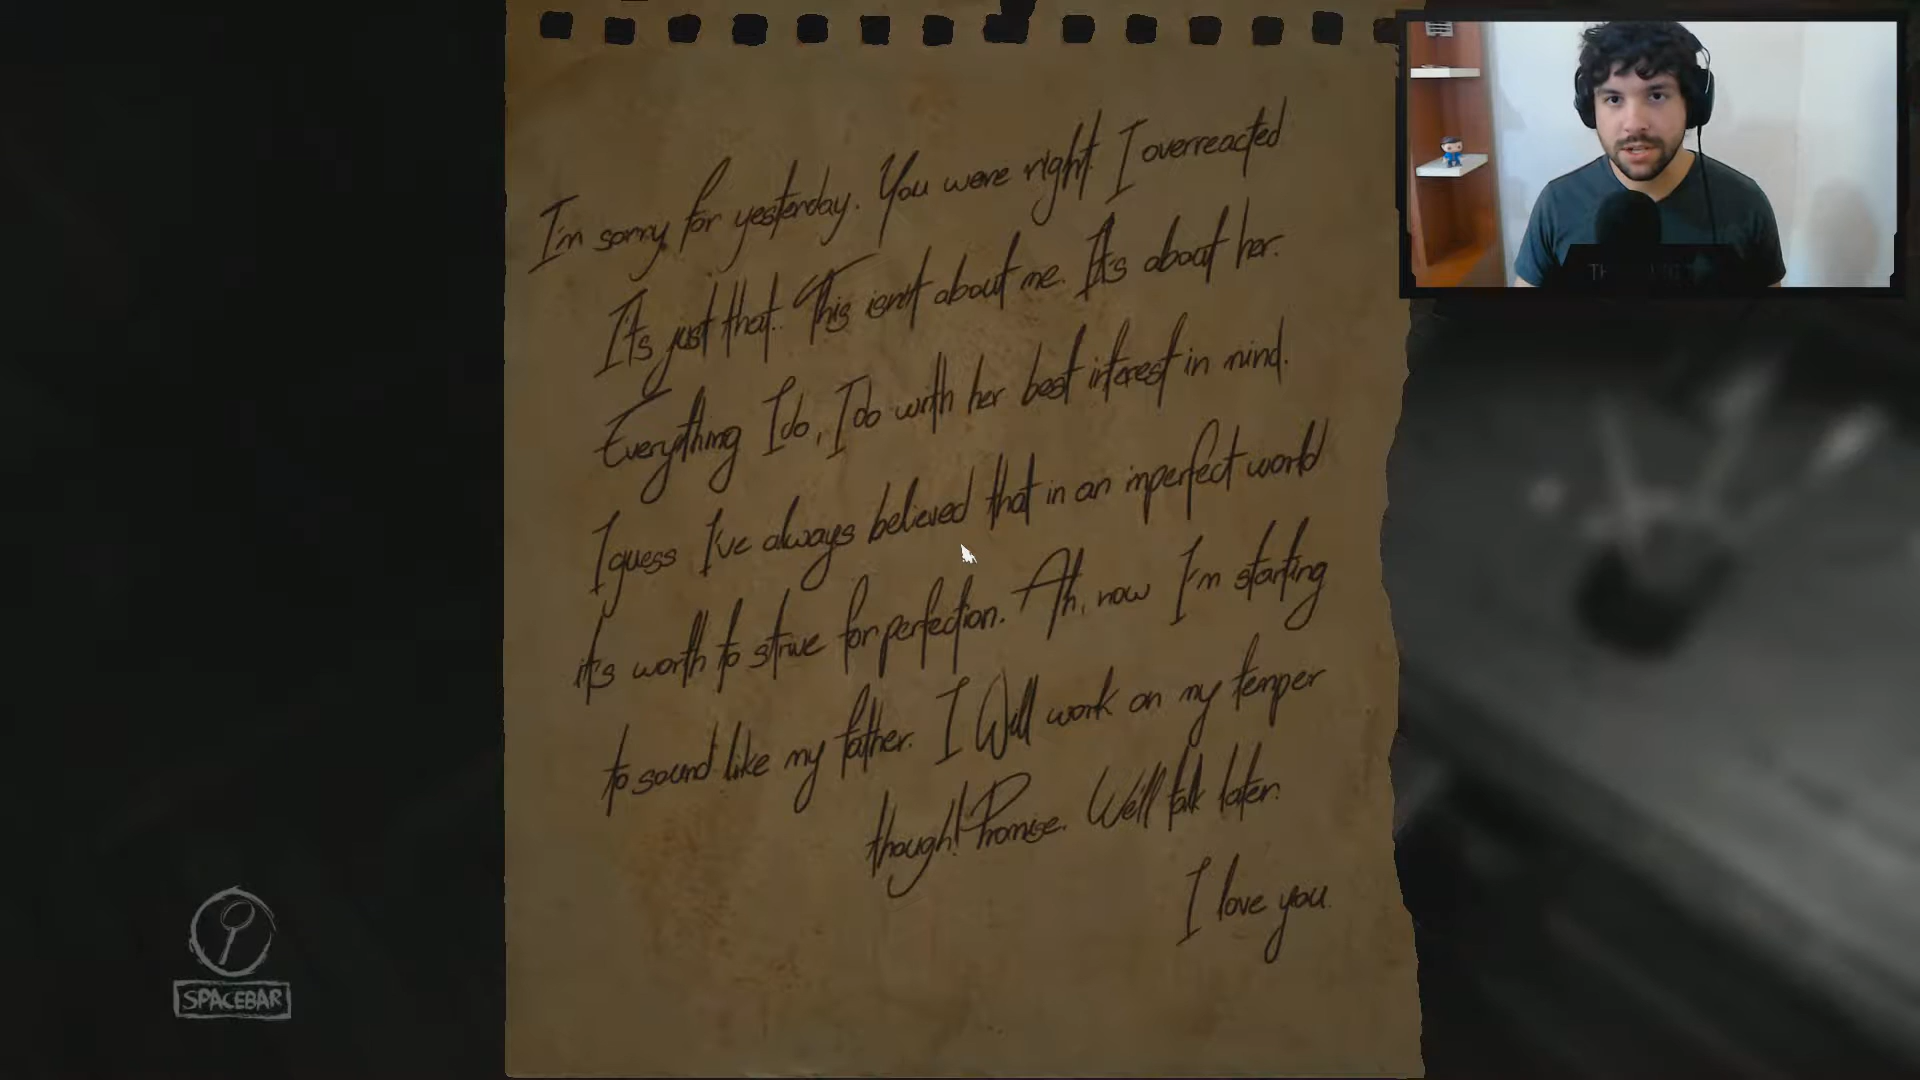 I'm sorry for yesterday. You were right. I overreacted
It's just that.. This isn't about me. It's about her.
Everything I do, I do with her best interest in mind.
I guess I've always believed that in an imperfect world
it's worth to strive for perfection. Ah, now I'm starting
to sound like my father. I Will work on my temper
though! Promise. We'll talk later.
I love you.
SPACEBAR